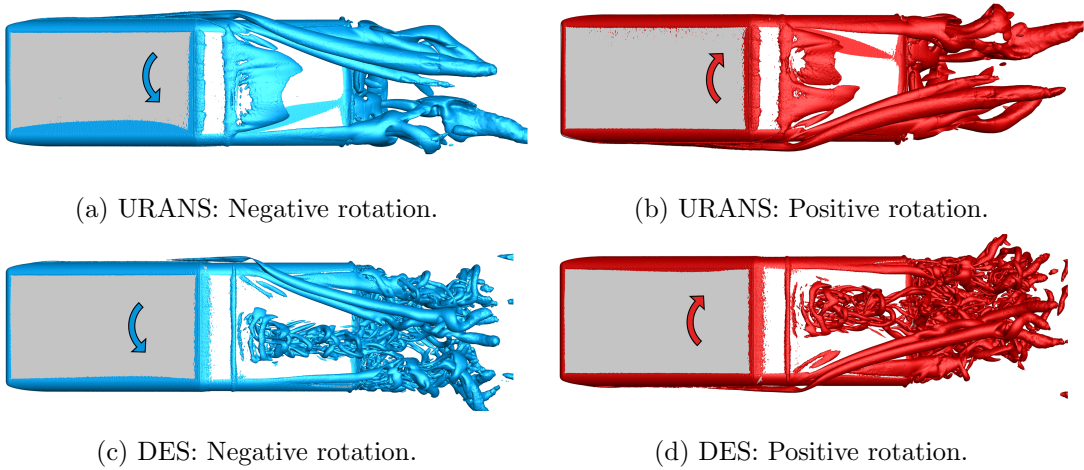 (a) URANS: Negative rotation.
(b) URANS: Positive rotation.
(c) DES: Negative rotation.
(d) DES: Positive rotation.